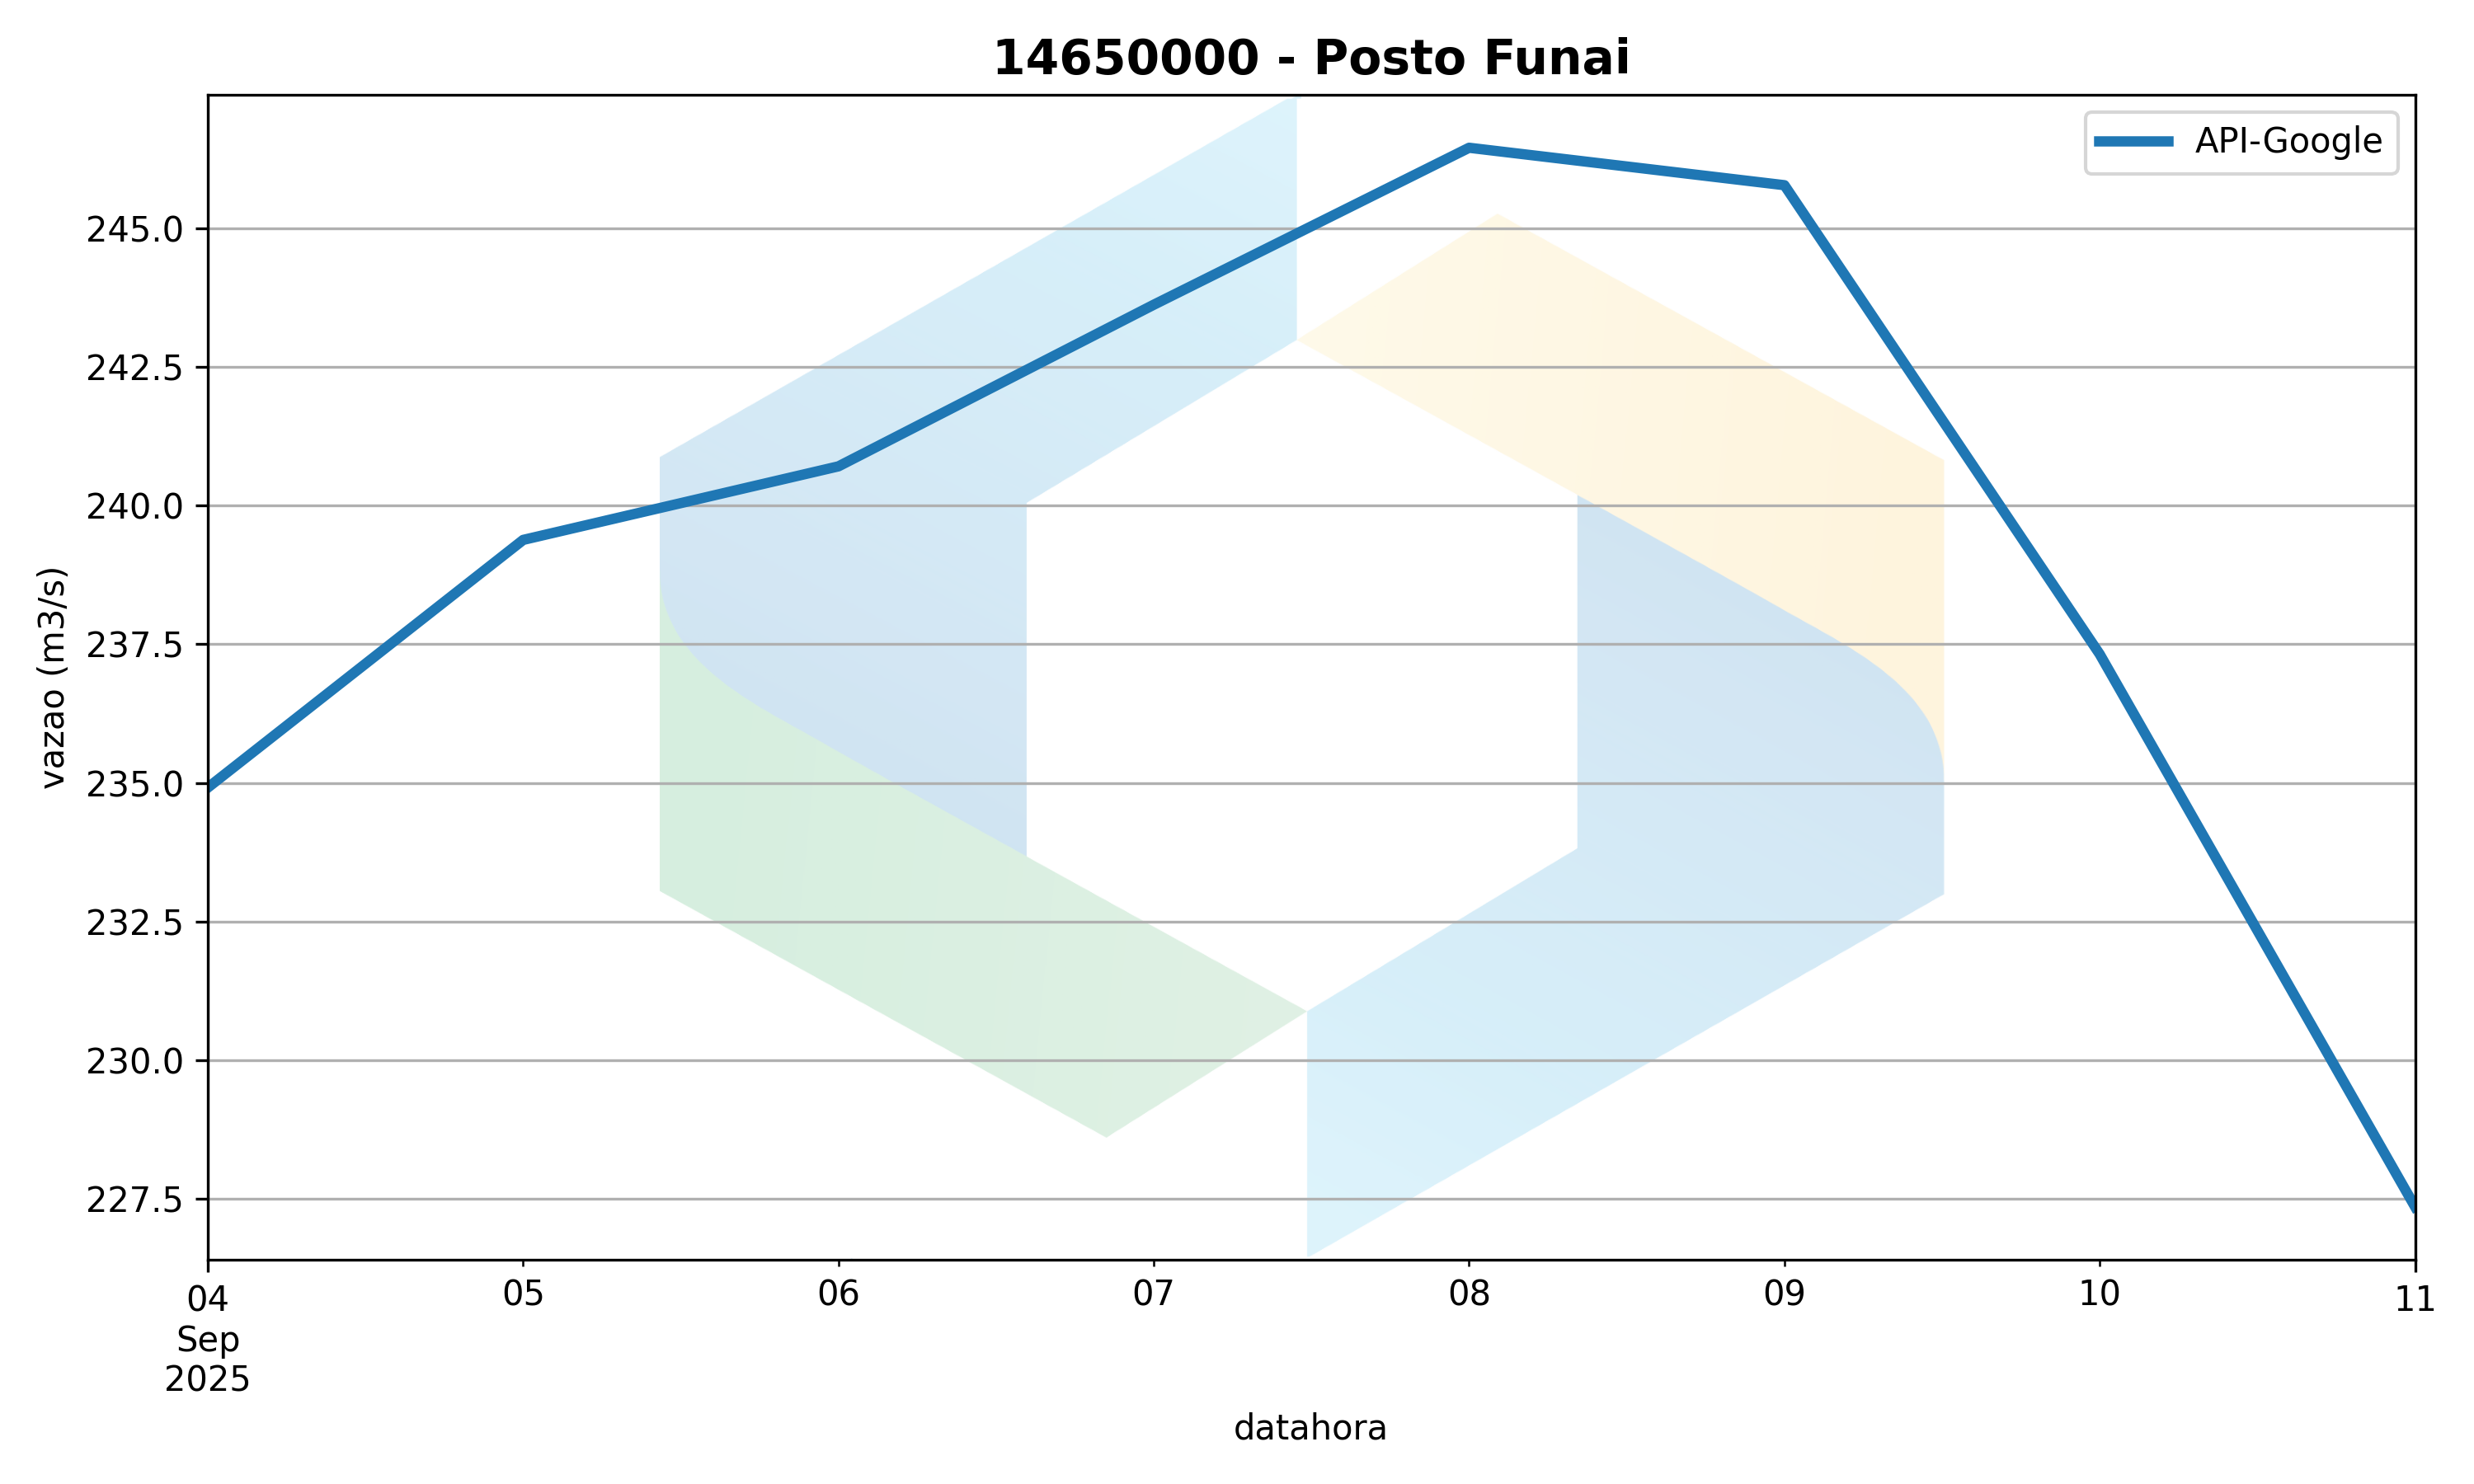 14650000 - Posto Funai
API-Google
vazao (m3/s)
245.0
242.5
240.0
237.5
235.0
232.5
230.0
227.5
04 05 06 07 08 09 10 11
Sep
2025
datahora